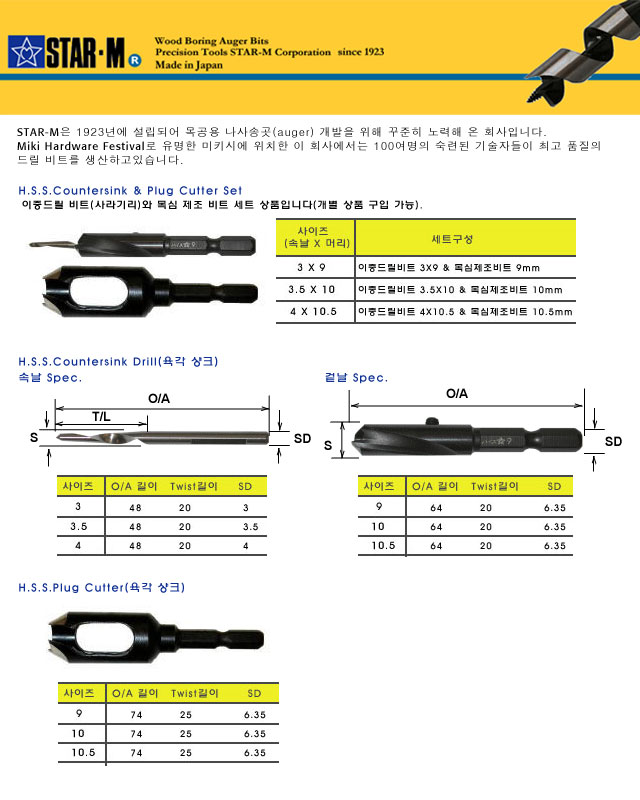 STAR·M®
Wood Boring Auger Bits
Precision Tools STAR-M Corporation since 1923
Made in Japan
STAR-M은 1923년에 설립되어 목공용 나사송곳(auger) 개발을 위해 꾸준히 노력해 온 회사입니다.
Miki Hardware Festival로 유명한 미키시에 위치한 이 회사에서는 100여명의 숙련된 기술자들이 최고 품질의
드릴 비트를 생산하고있습니다.
H.S.S.Countersink & Plug Cutter Set
이중드릴 비트(사라기리)와 목심 제조 비트 세트 상품입니다(개별 상품 구입 가능).
사이즈 세트구성
(속날 X 머리)
3 X 9 이중드릴비트 3X9 & 목심제조비트 9mm
3.5 X 10 이중드릴비트 3.5X10 & 목심제조비트 10mm
4 X 10.5 이중드릴비트 4X10.5 & 목심제조비트 10.5mm
H.S.S.Countersink Drill(육각 샹크)
속날 Spec. 겉날 Spec.
O/A O/A
T/L
S SD S SD
사이즈 O/A 길이 Twist길이 SD
3 48 20 3
3.5 48 20 3.5
4 48 20 4
사이즈 O/A 길이 Twist길이 SD
9 64 20 6.35
10 64 20 6.35
10.5 64 20 6.35
H.S.S.Plug Cutter(육각 샹크)
사이즈 O/A 길이 Twist길이 SD
9 74 25 6.35
10 74 25 6.35
10.5 74 25 6.35